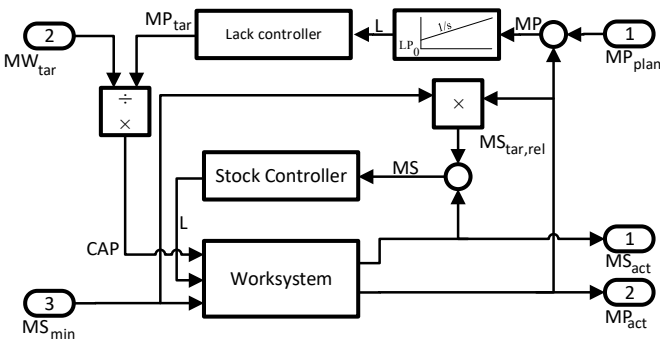 2
MW_tar
MP_tar
Lack controller
L
1/s
LP_0
MP
1
MP_plan
÷
×
×
MS_tar,rel
Stock Controller
MS
L
CAP
Worksystem
1
MS_act
3
MS_min
2
MP_act